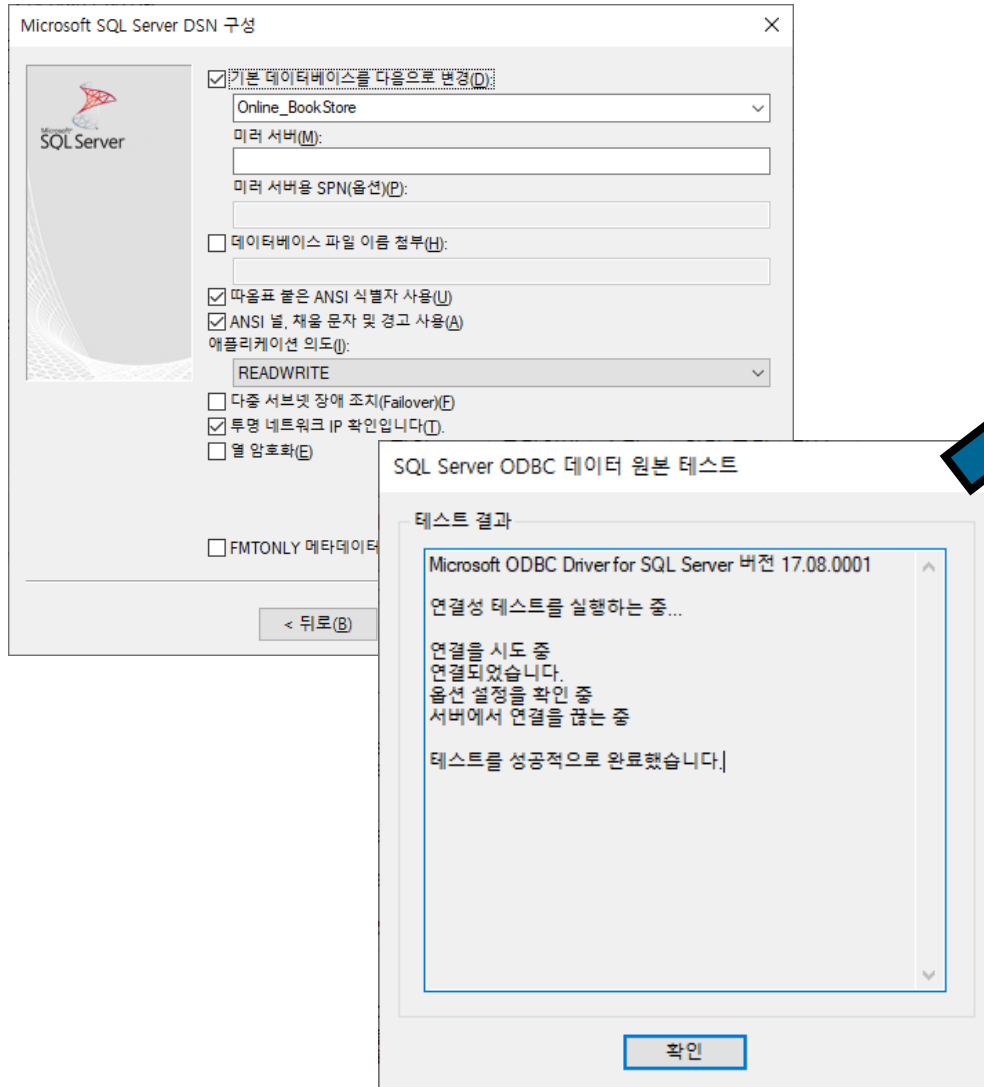 Microsoft SQL Server DSN 구성
Microsoft
SQL Server
기본 데이터베이스를 다음으로 변경(D):
Online_BookStore
미러 서버(M):
미러 서버용 SPN(옵션)(P):
데이터베이스 파일 이름 첨부(H):
따옴표 붙은 ANSI 식별자 사용(U)
ANSI 널, 채움 문자 및 경고 사용(A)
애플리케이션 의도(I):
READWRITE
다중 서브넷 장애 조치(Failover)(F)
투명 네트워크 IP 확인입니다(T).
열 암호화(E)
FMTONLY 메타데이터
< 뒤로(B)
SQL Server ODBC 데이터 원본 테스트
테스트 결과
Microsoft ODBC Driver for SQL Server 버전 17.08.0001
연결성 테스트를 실행하는 중...
연결을 시도 중
연결되었습니다.
옵션 설정을 확인 중
서버에서 연결을 끊는 중
테스트를 성공적으로 완료했습니다.
확인